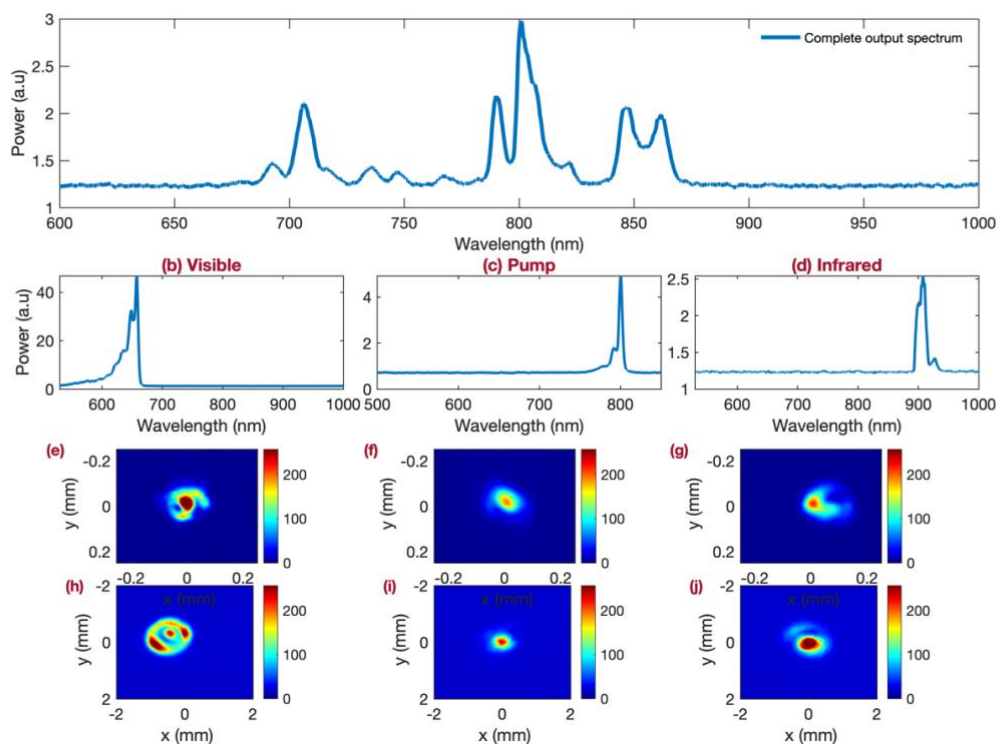 3
2.5
2
1.5
1
Power (a.u)
Complete output spectrum
600 650 700 750 800 850 900 950 1000
Wavelength (nm)
(b) Visible
(c) Pump
(d) Infrared
Power (a.u)
40
20
0
600 700 800 900 1000
Wavelength (nm)
4
2
0
500 600 700 800
Wavelength (nm)
2.5
2
1.5
1
600 700 800 900 1000
Wavelength (nm)
(e)
y (mm)
-0.2
0
0.2
-0.2 0 0.2
x (mm)
200
100
0
(f)
y (mm)
-0.2
0
0.2
-0.2 0 0.2
x (mm)
200
100
0
(g)
y (mm)
-0.2
0
0.2
-0.2 0 0.2
x (mm)
200
100
0
(h)
y (mm)
-2
0
2
-2 0 2
x (mm)
200
100
0
(i)
y (mm)
-2
0
2
-2 0 2
x (mm)
200
100
0
(j)
y (mm)
-2
0
2
-2 0 2
x (mm)
200
100
0